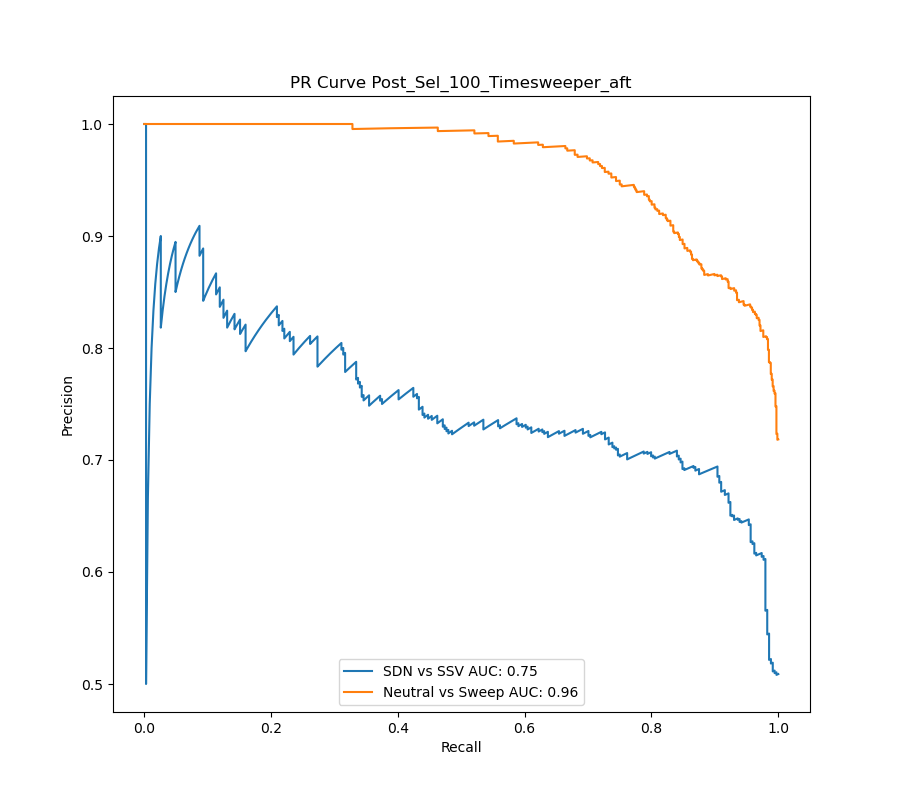 PR Curve Post_Sel_100_Timesweeper_aft
1.0
0.9
0.8
0.7
0.6
0.5
Precision
SDN vs SSV AUC: 0.75
Neutral vs Sweep AUC: 0.96
0.0 0.2 0.4 0.6 0.8 1.0
Recall